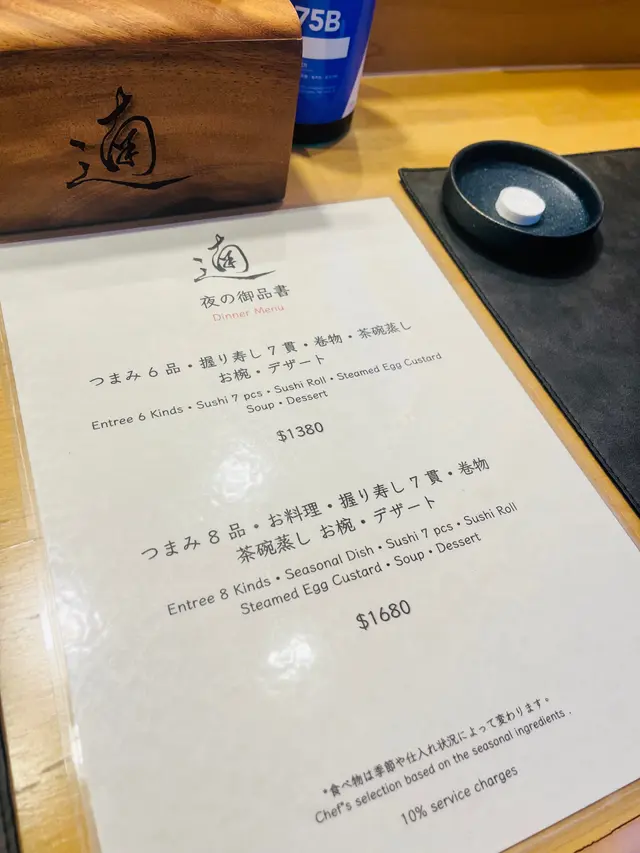 75B
夜の御品書
Dinner Menu
つまみ 6 品・握り寿し 7 貫・巻物・茶碗蒸し
お椀・デザート
Entree 6 Kinds・Sushi 7 pcs・Sushi Roll・Steamed Egg Custard
Soup・Dessert
$1380
つまみ 8 品・お料理・握り寿し 7 貫・巻物
茶碗蒸し お椀・デザート
Entree 8 Kinds・Seasonal Dish・Sushi 7 pcs・Sushi Roll
Steamed Egg Custard・Soup・Dessert
$1680
*食べ物は季節や仕入れ状況によって変わります。
Chef's selection based on the seasonal ingredients .
10% service charges